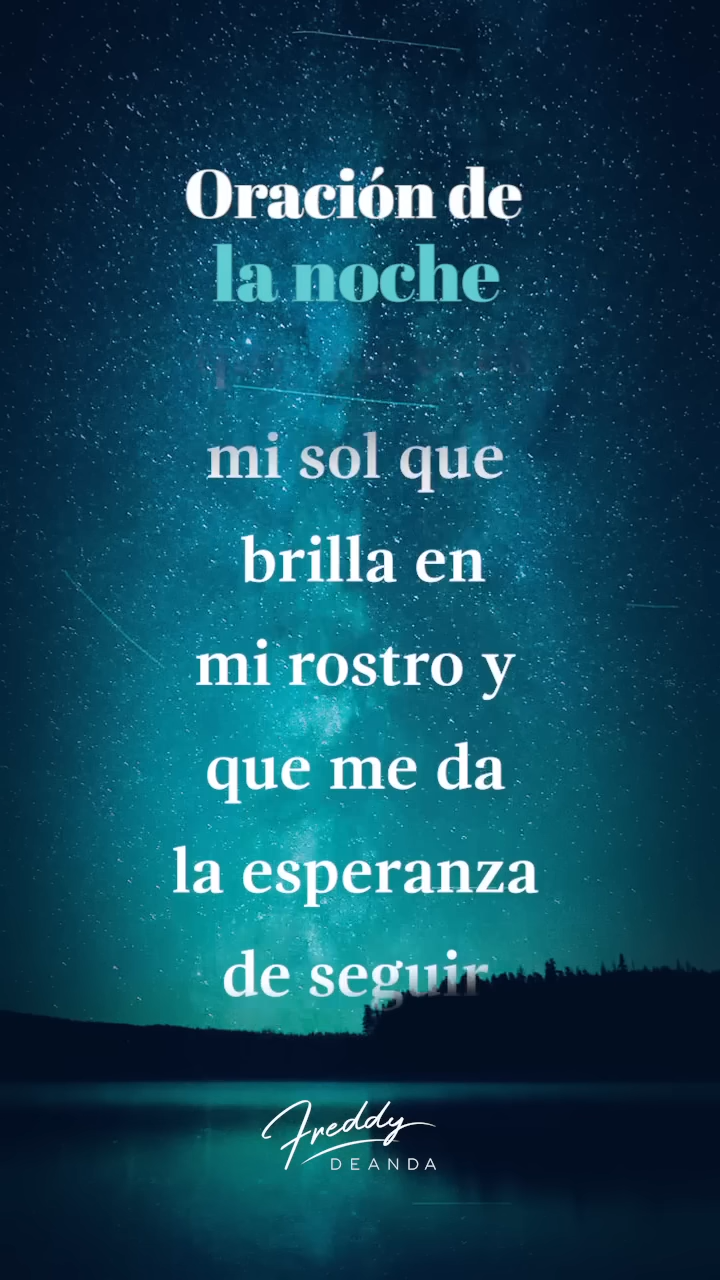 Oración de
la noche
mi sol que
brilla en
mi rostro y
que me da
la esperanza
de seguir
Freddy
DEANDA